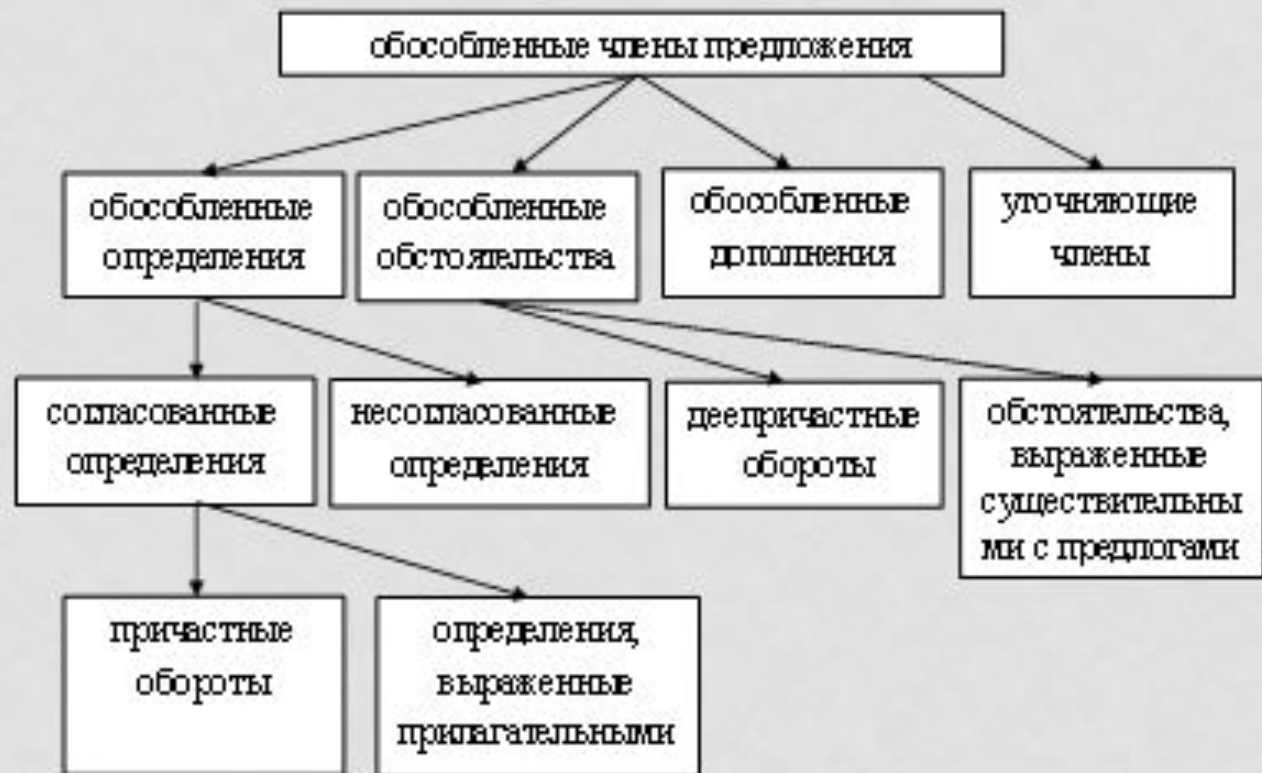 обособленные члены предложения
обособленные
определения
обособленные
обстоятельства
обособленные
дополнения
уточняющие
члены
согласованные
определения
несогласованные
определения
деепричастные
обороты
обстоятельства,
выраженные
существительны
ми с предлогами
причастные
обороты
определения,
выраженные
прилагательными